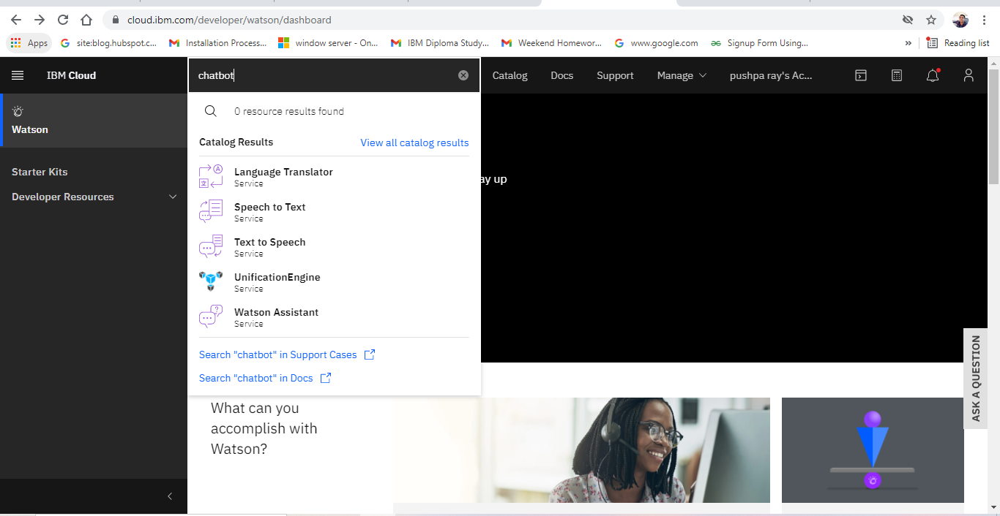 cloud.ibm.com/developer/watson/dashboard
Apps
site:blog.hubspot.c...
Installation Process...
window server - On...
IBM Diploma Study...
Weekend Homewor...
www.google.com
Signup Form Using...
»
Reading list
IBM Cloud
chatbot
Catalog
Docs
Support
Manage
pushpa ray's Ac...
Watson
Starter Kits
Developer Resources
0 resource results found
Catalog Results
View all catalog results
Language Translator
Service
Speech to Text
Service
Text to Speech
Service
UnificationEngine
Service
Watson Assistant
Service
Search "chatbot" in Support Cases
Search "chatbot" in Docs
ay up
ASK A QUESTION
What can you
accomplish with
Watson?